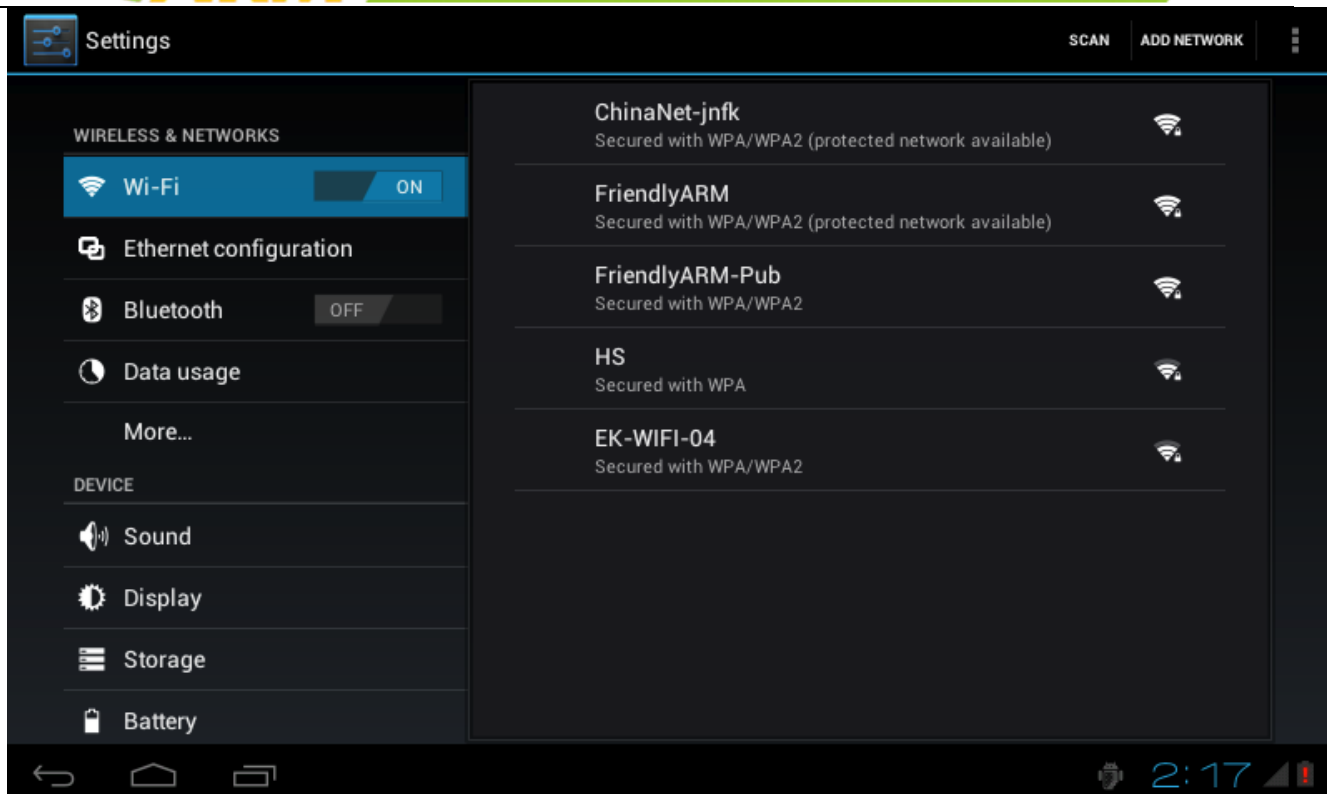 Settings
SCAN
ADD NETWORK
WIRELESS & NETWORKS
Wi-Fi
ON
Ethernet configuration
Bluetooth
OFF
Data usage
More...
DEVICE
Sound
Display
Storage
Battery
ChinaNet-jnfk
Secured with WPA/WPA2 (protected network available)
FriendlyARM
Secured with WPA/WPA2 (protected network available)
FriendlyARM-Pub
Secured with WPA/WPA2
HS
Secured with WPA
EK-WIFI-04
Secured with WPA/WPA2
2:17